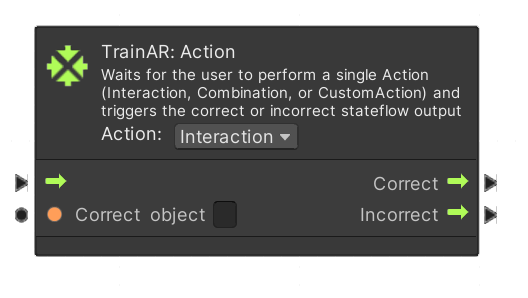 TrainAR: Action
Waits for the user to perform a single Action
(Interaction, Combination, or CustomAction) and
triggers the correct or incorrect stateflow output
Action: Interaction
Correct
Correct object Incorrect